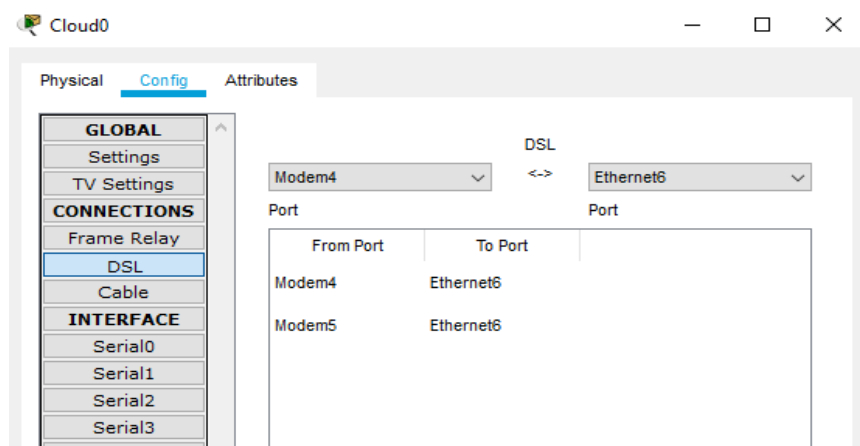 Cloud0
Physical Config Attributes
GLOBAL
Settings
TV Settings
CONNECTIONS
Frame Relay
DSL
Cable
INTERFACE
Serial0
Serial1
Serial2
Serial3
DSL
Modem4 <-> Ethernet6
Port Port
From Port To Port
Modem4 Ethernet6
Modem5 Ethernet6